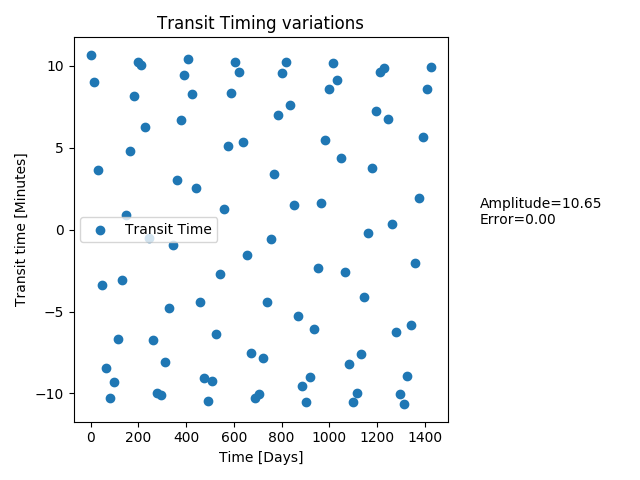 Transit Timing variations
Transit time [Minutes]
10
5
0
−5
−10
Transit Time
0 200 400 600 800 1000 1200 1400
Time [Days]
Amplitude=10.65
Error=0.00